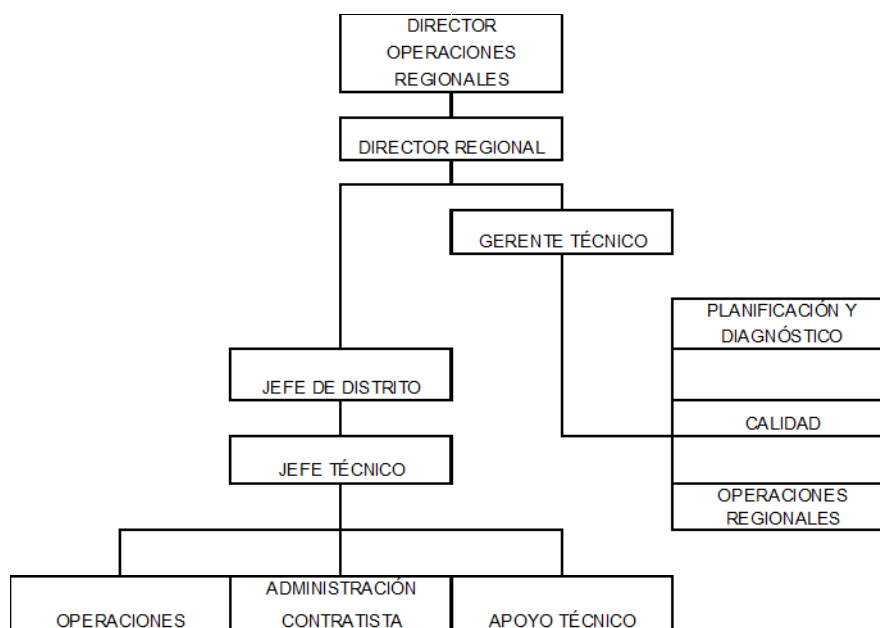 DIRECTOR
OPERACIONES
REGIONALES
DIRECTOR REGIONAL
GERENTE TÉCNICO
PLANIFICACIÓN Y
DIAGNÓSTICO
JEFE DE DISTRITO
CALIDAD
JEFE TÉCNICO
OPERACIONES
REGIONALES
OPERACIONES
ADMINISTRACIÓN
CONTRATISTA
APOYO TÉCNICO